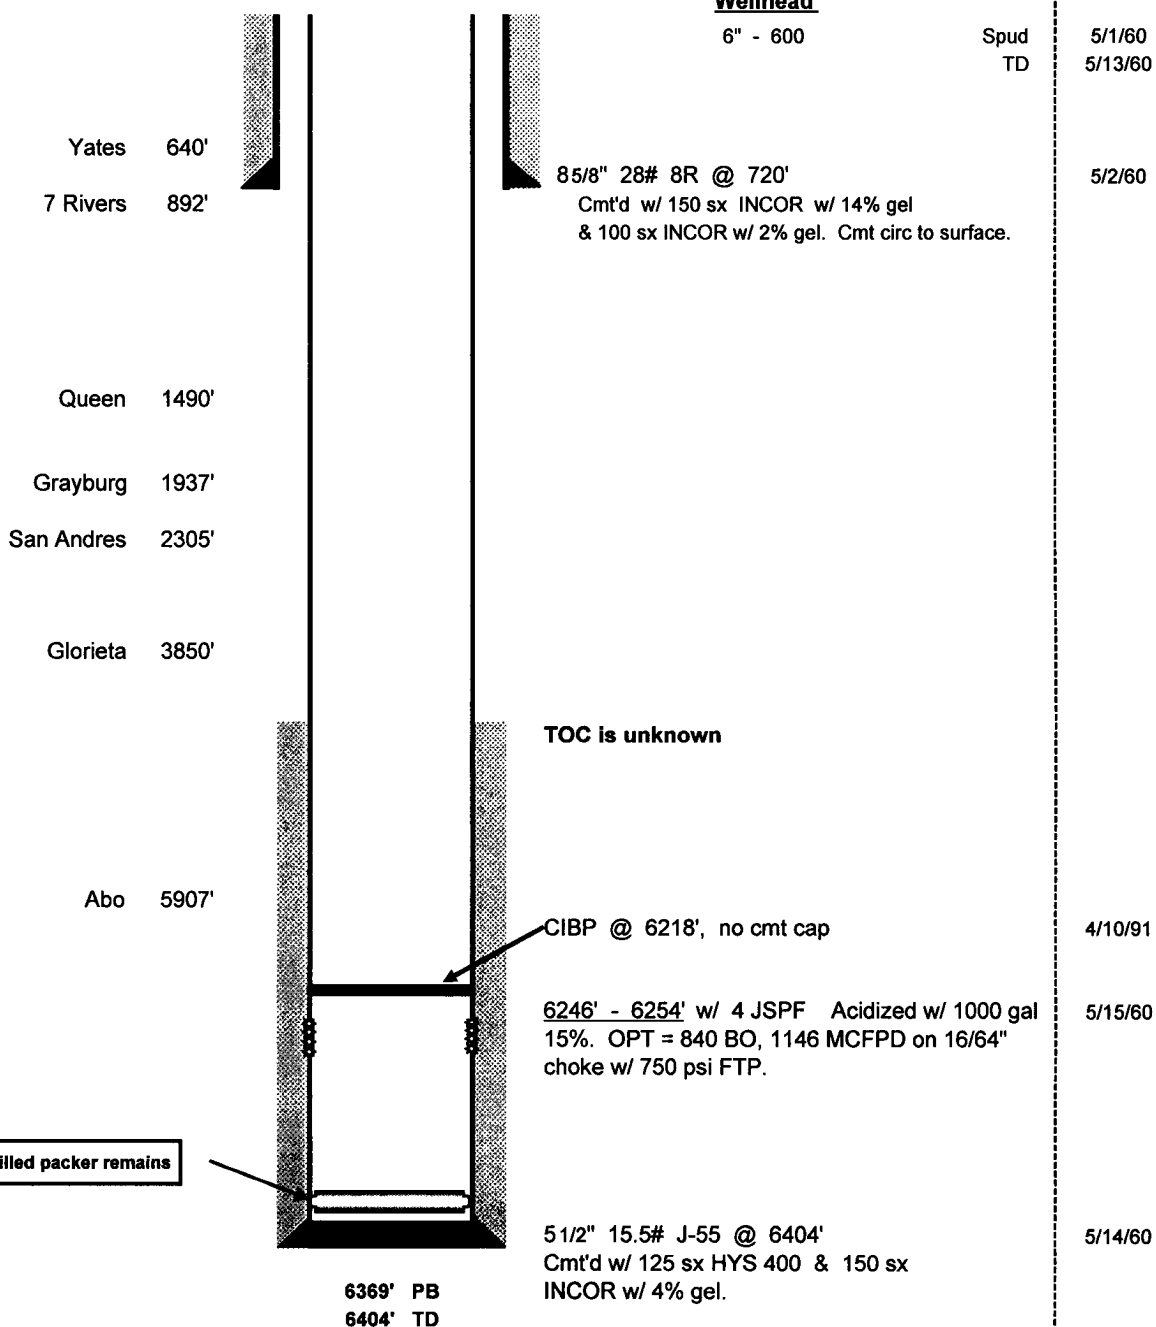 Wellhead
6" - 600 Spud 5/1/60
TD 5/13/60
Yates 640'
8 5/8" 28# 8R @ 720' 5/2/60
7 Rivers 892'
Cmt'd w/ 150 sx INCOR w/ 14% gel
& 100 sx INCOR w/ 2% gel. Cmt circ to surface.
Queen 1490'
Grayburg 1937'
San Andres 2305'
Glorieta 3850'
TOC is unknown
Abo 5907'
CIBP @ 6218', no cmt cap 4/10/91
6246' - 6254' w/ 4 JSPF Acidized w/ 1000 gal 5/15/60
15%. OPT = 840 BO, 1146 MCFPD on 16/64"
choke w/ 750 psi FTP.
packer remains
5 1/2" 15.5# J-55 @ 6404' 5/14/60
Cmt'd w/ 125 sx HYS 400 & 150 sx
INCOR w/ 4% gel.
6369' PB
6404' TD